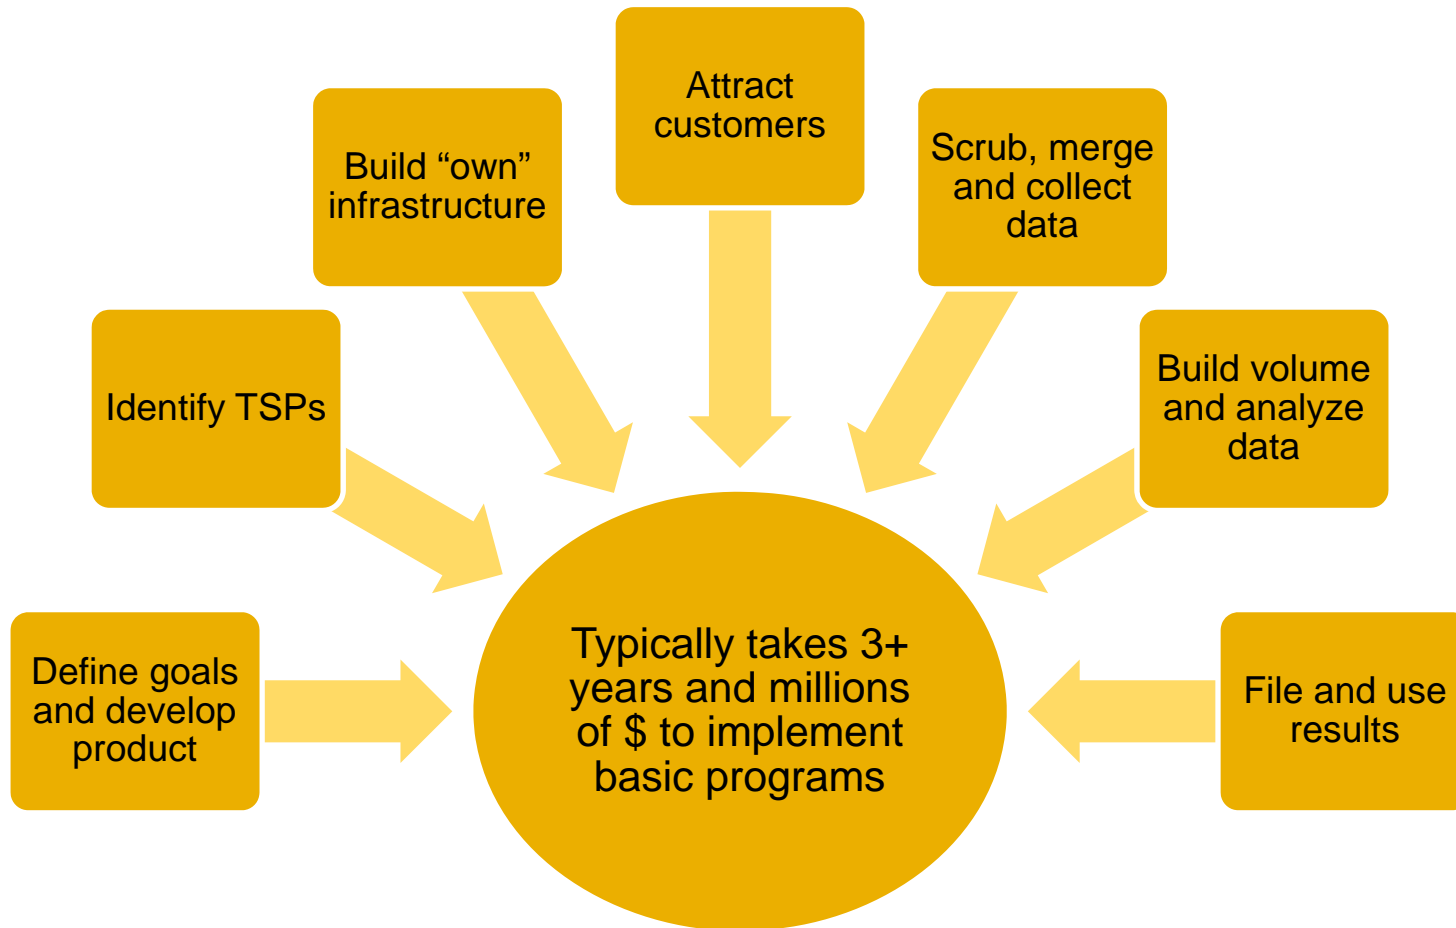 Attract
customers
Build “own”
infrastructure
Scrub, merge
and collect
data
Identify TSPs
Build volume
and analyze
data
Define goals
and develop
product
Typically takes 3+
years and millions
of $ to implement
basic programs
File and use
results